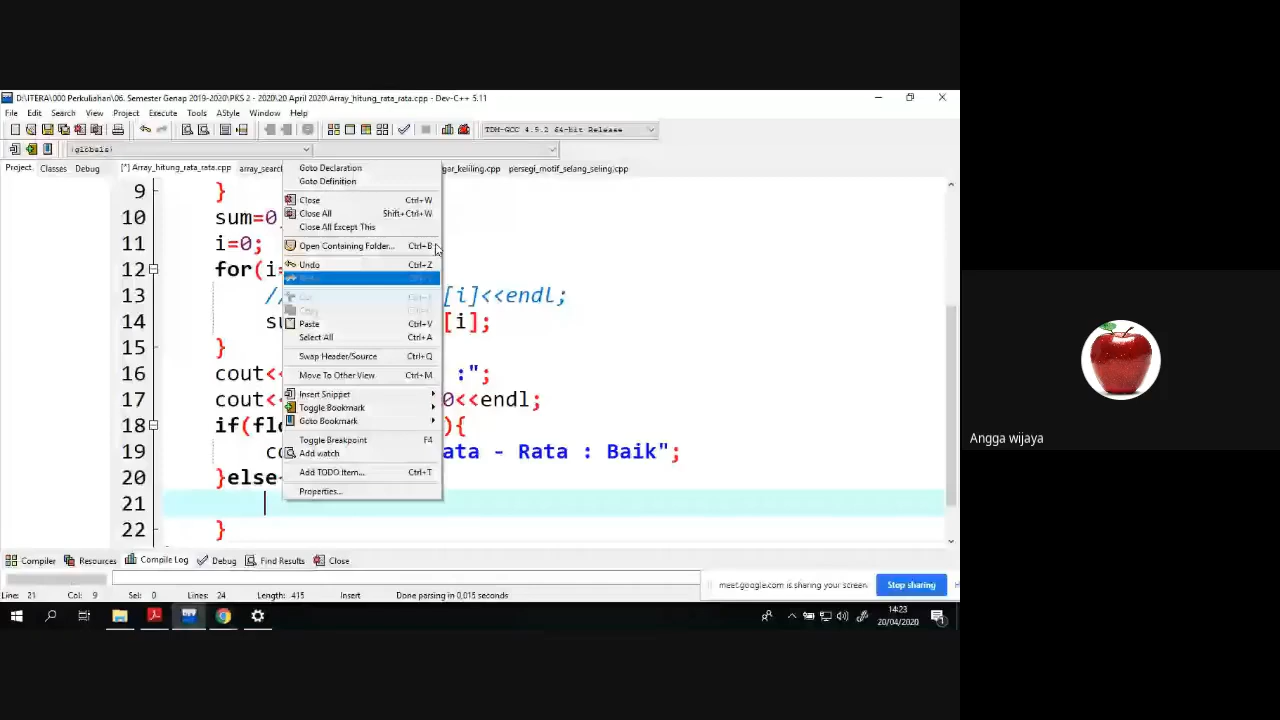 D:\ITERA\000 Perkuliahan\06. Semester Genap 2019-2020\PKS 2 - 2020\20 April 2020\Array_hitung_rata_rata.cpp - Dev-C++ 5.11
File Edit Search View Project Execute Tools AStyle Window Help
TDM-GCC 4.9.2 64-bit Release
(globals)
Project Classes Debug [*] Array_hitung_rata_rata.cpp array_searc gar_keliling.cpp persegi_motif_selang_seling.cpp
9 }
10 sum=0
11 i=0;
12 for(i=
13 // [i]<<endl;
14 su [i];
15 }
16 cout<< :";
17 cout<< 0<<endl;
18 if(flo ){
19 co ata - Rata : Baik";
20 }else
21
22 }
Goto Declaration
Goto Definition
Close Ctrl+W
Close All Shift+Ctrl+W
Close All Except This
Open Containing Folder... Ctrl+B
Undo Ctrl+Z
Paste Ctrl+V
Select All Ctrl+A
Swap Header/Source Ctrl+Q
Move To Other View Ctrl+M
Insert Snippet
Toggle Bookmark
Goto Bookmark
Toggle Breakpoint F4
Add watch
Add TODO Item... Ctrl+T
Properties...
Angga wijaya
Compiler Resources Compile Log Debug Find Results Close
meet.google.com is sharing your screen. Stop sharing
Line: 21 Col: 9 Sel: 0 Lines: 24 Length: 415 Insert Done parsing in 0,015 seconds
14:23
20/04/2020